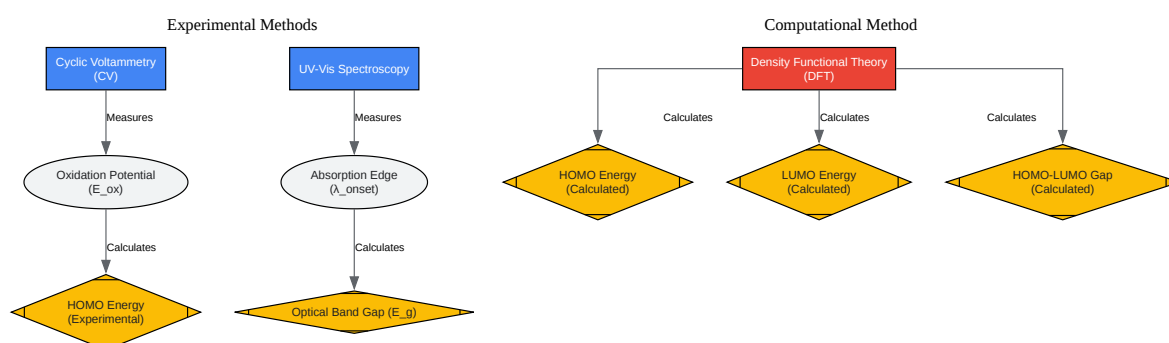 Experimental Methods
Computational Method
Cyclic Voltammetry
(CV)
UV-Vis Spectroscopy
Density Functional Theory
(DFT)
Measures
Measures
Calculates
Calculates
Calculates
Oxidation Potential
(E_ox)
Absorption Edge
(λ_onset)
HOMO Energy
(Calculated)
LUMO Energy
(Calculated)
HOMO-LUMO Gap
(Calculated)
Calculates
Calculates
HOMO Energy
(Experimental)
Optical Band Gap (E_g)